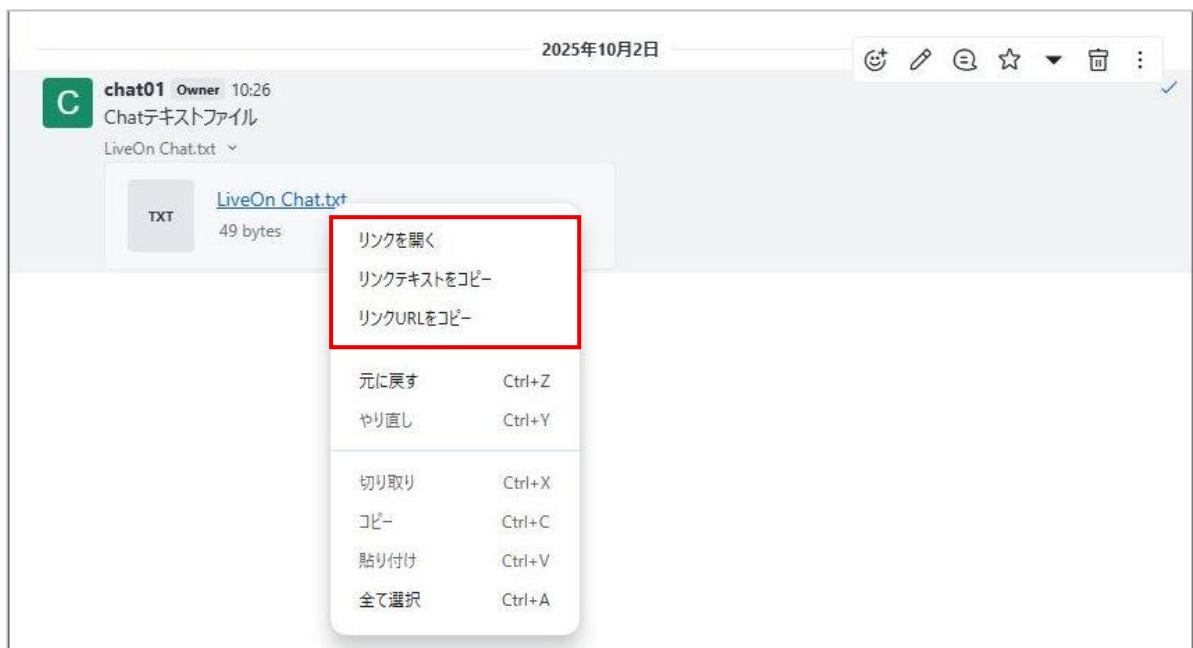 2025年10月2日
C
chat01 Owner 10:26
Chatテキストファイル
LiveOn Chat.txt
TXT
LiveOn Chat.txt
49 bytes
リンクを開く
リンクテキストをコピー
リンクURLをコピー
元に戻す Ctrl+Z
やり直し Ctrl+Y
切り取り Ctrl+X
コピー Ctrl+C
貼り付け Ctrl+V
全て選択 Ctrl+A